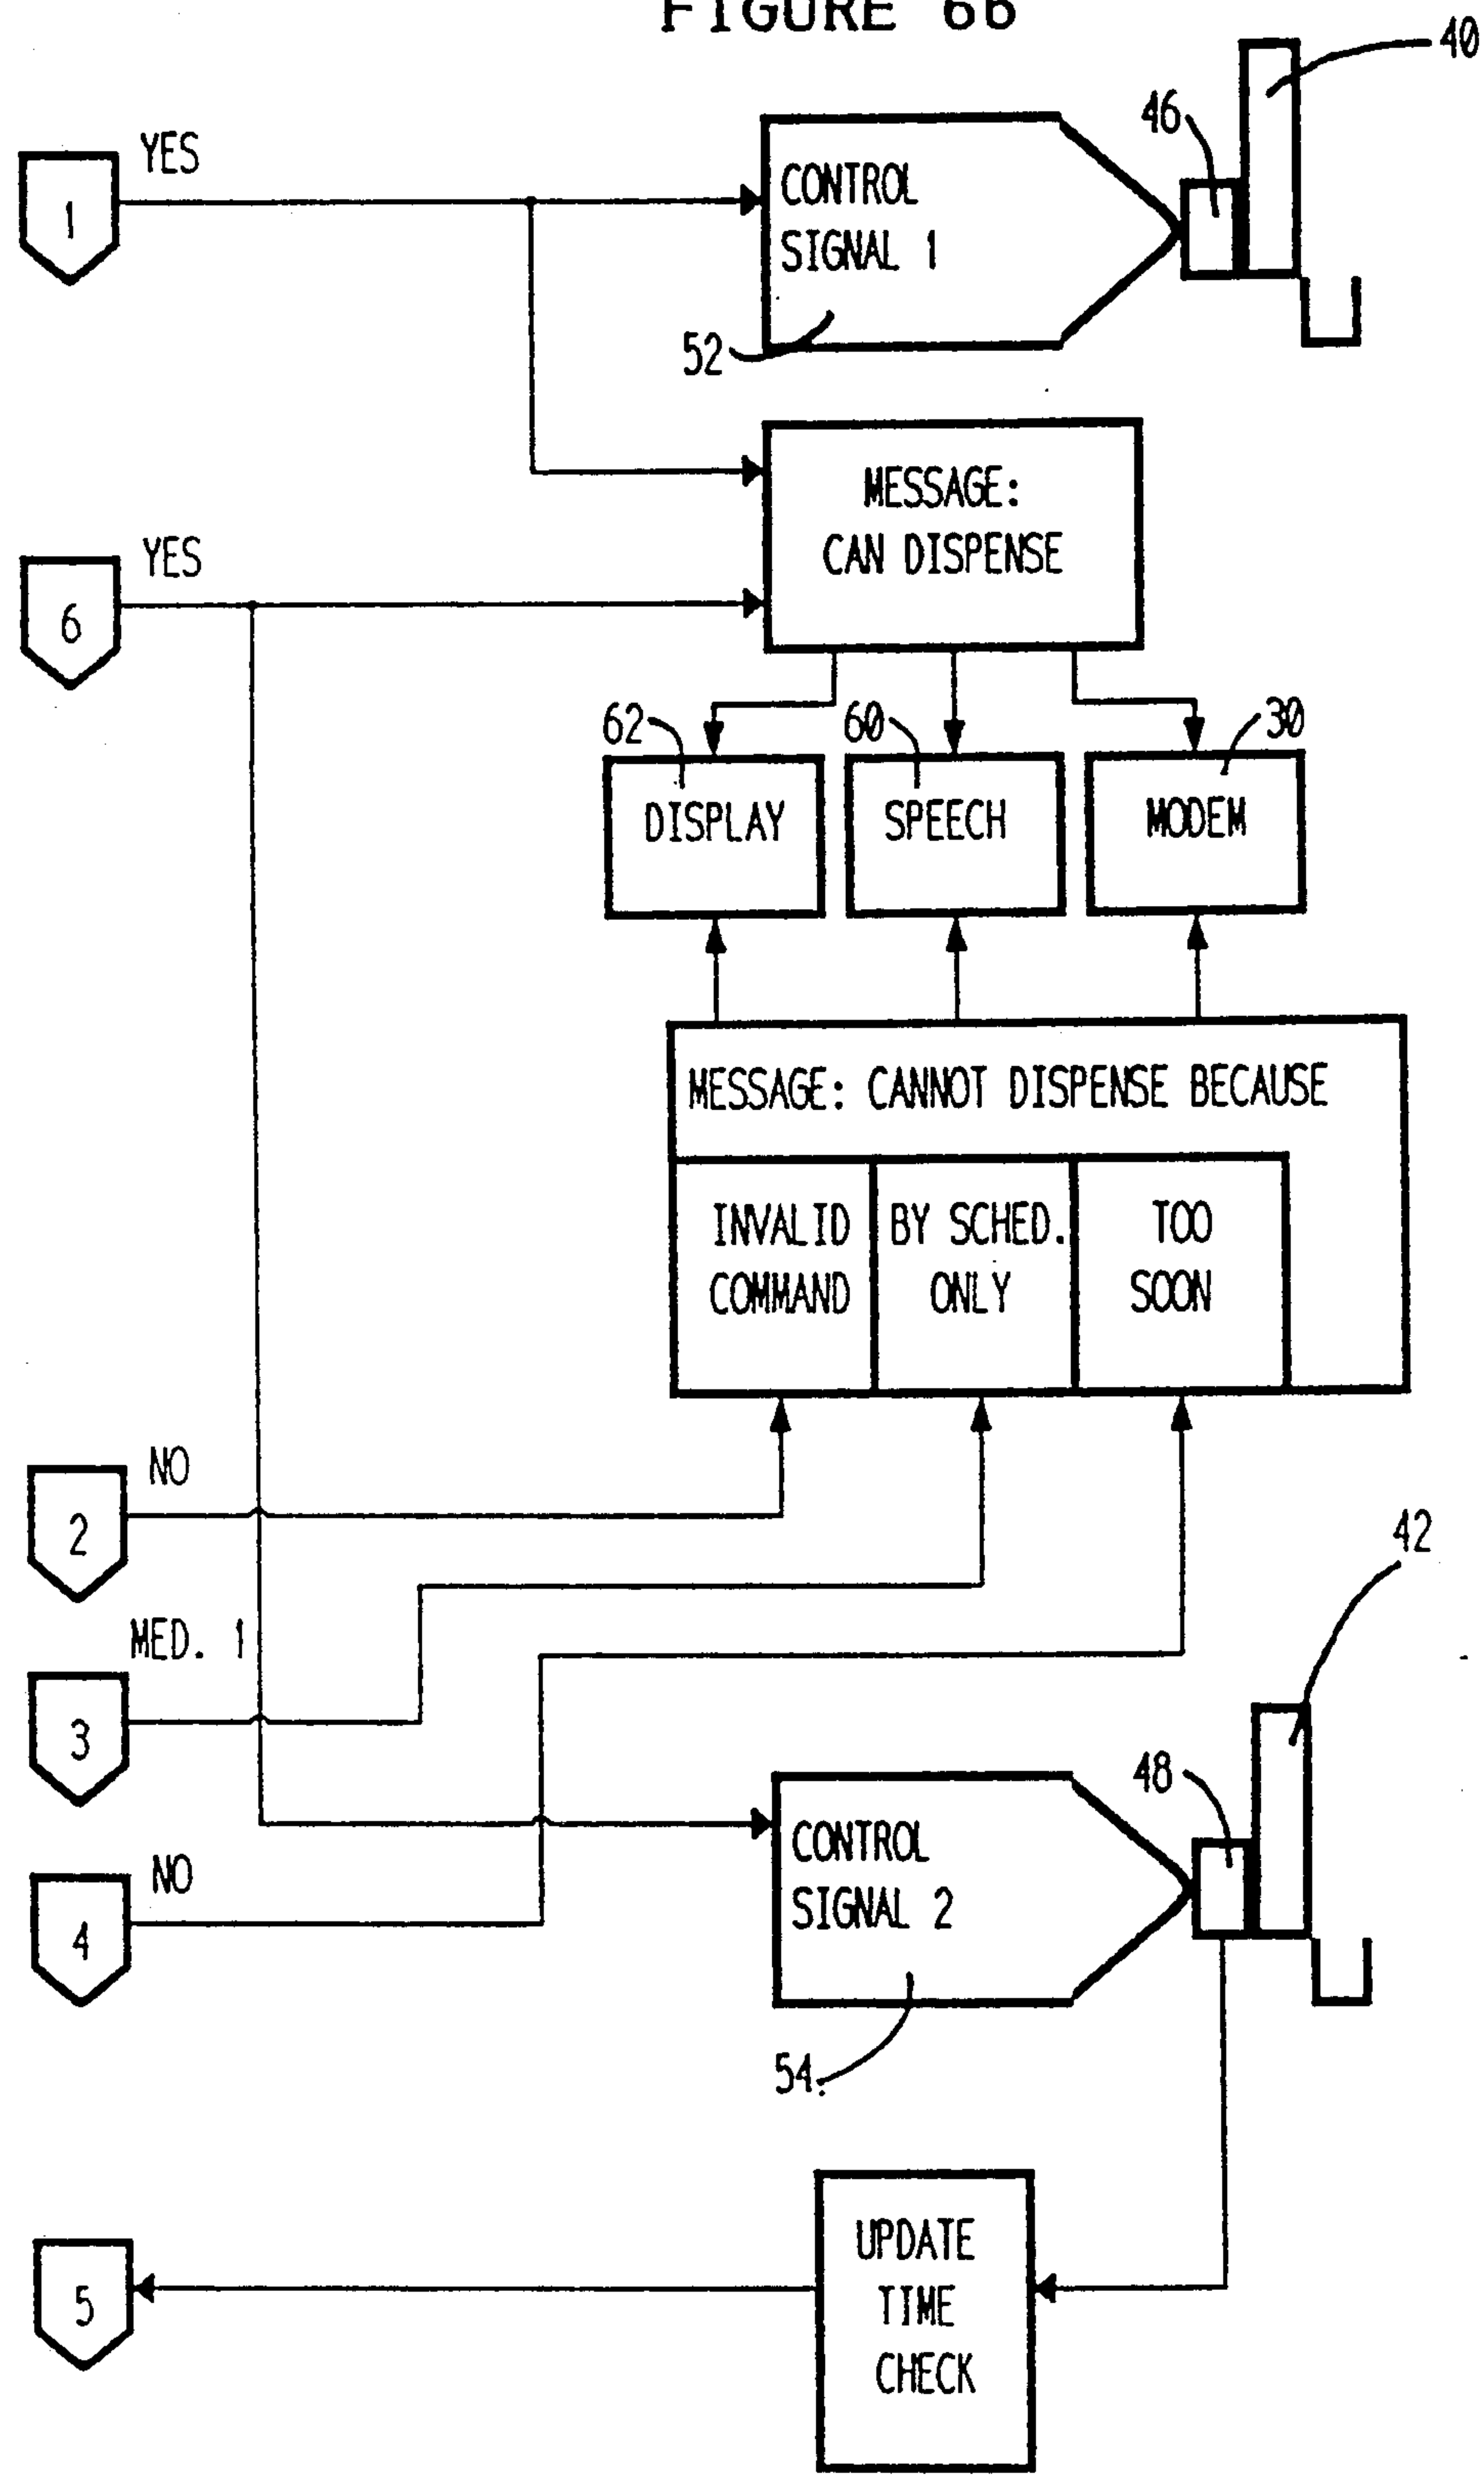 FIGURE 6б
40
46
YES
1
CONTROL
SIGNAL 1
52
MESSAGE:
CAN DISPENSE
YES
6
62
60
30
DISPLAY
SPEECH
MODEM
MESSAGE: CANNOT DISPENSE BECAUSE
INVALID
COMMAND
BY SCHED.
ONLY
TOO
SOON
NO
2
42
MED. 1
3
48
CONTROL
SIGNAL 2
NO
4
54
UPDATE
TIME
CHECK
5